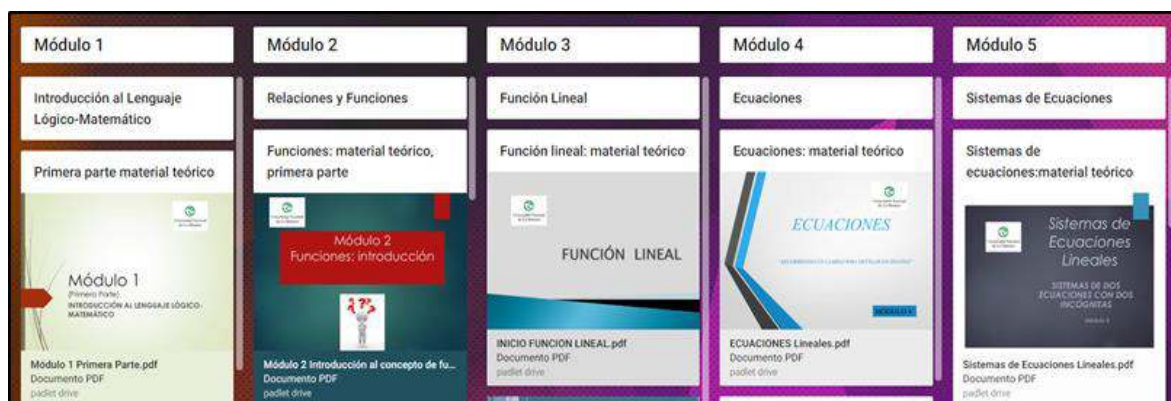 Módulo 1
Introducción al Lenguaje
Lógico-Matemático
Primera parte material teórico
Módulo 1
(Primera Parte)
INTRODUCCIÓN AL LENGUAJE LÓGICO-
MATEMÁTICO
Módulo 1 Primera Parte.pdf
Documento PDF
padlet drive
Módulo 2
Relaciones y Funciones
Funciones: material teórico,
primera parte
Módulo 2
Funciones: introducción
Módulo 2 Introducción al concepto de fu...
Documento PDF
padlet drive
Módulo 3
Función Lineal
Función lineal: material teórico
FUNCIÓN LINEAL
INICIO FUNCION LINEAL.pdf
Documento PDF
padlet drive
Módulo 4
Ecuaciones
Ecuaciones: material teórico
ECUACIONES
MÓDULO 4
ECUACIONES Lineales.pdf
Documento PDF
padlet drive
Módulo 5
Sistemas de Ecuaciones
Sistemas de
ecuaciones:material teórico
Sistemas de
Ecuaciones
Lineales
SISTEMAS DE DOS
ECUACIONES CON DOS
INCÓGNITAS
Módulo 5
Sistemas de Ecuaciones Lineales.pdf
Documento PDF
padlet drive